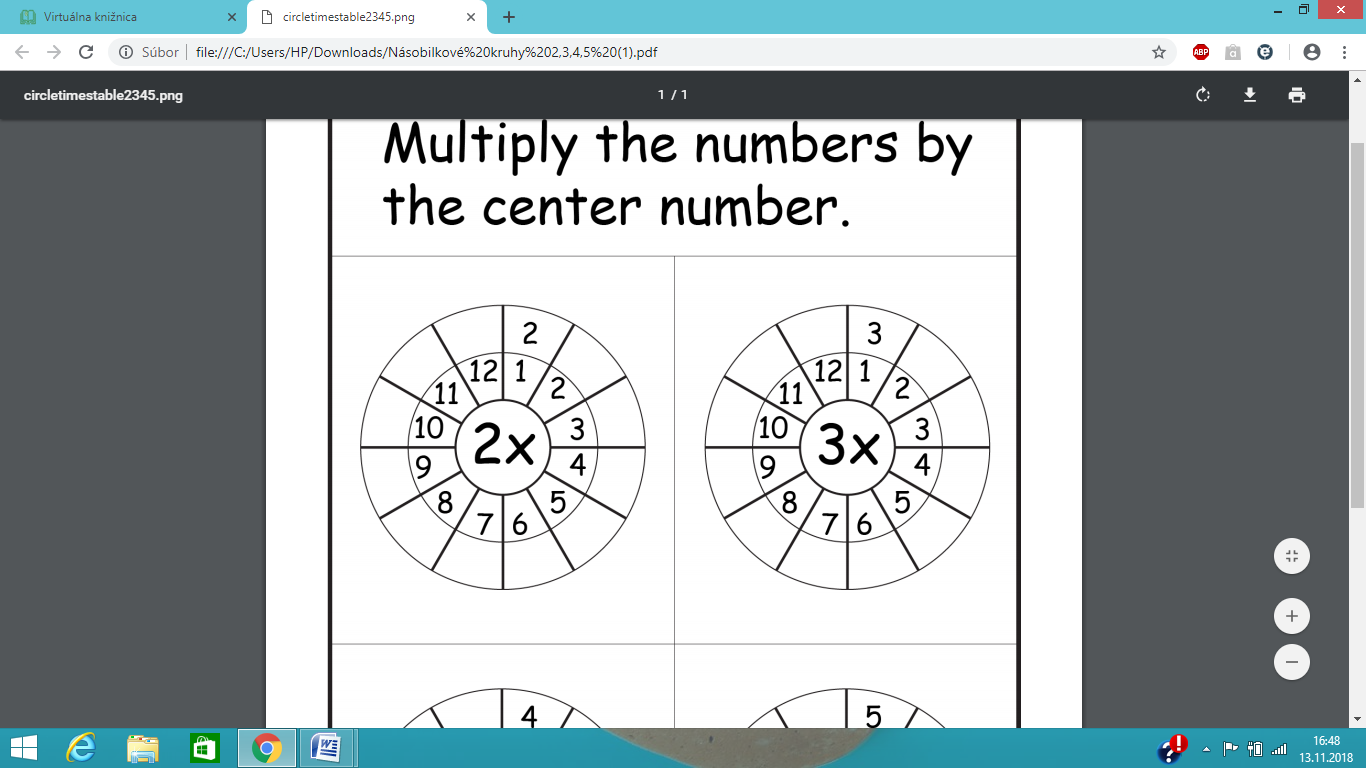 Virtuálna knižnica
circletimestable2345.png
Súbor
file:///C:/Users/HP/Downloads/Násobilkové%20kruhy%202,3,4,5%20(1).pdf
ABP
a
e
circletimestable2345.png
1 / 1
Multiply the numbers by
the center number.
2
12 1 2
11 3
10 4
9 5
8 7 6
2x
3
12 1 2
11 3
10 4
9 5
8 7 6
3x
4
5
16:48
13.11.2018